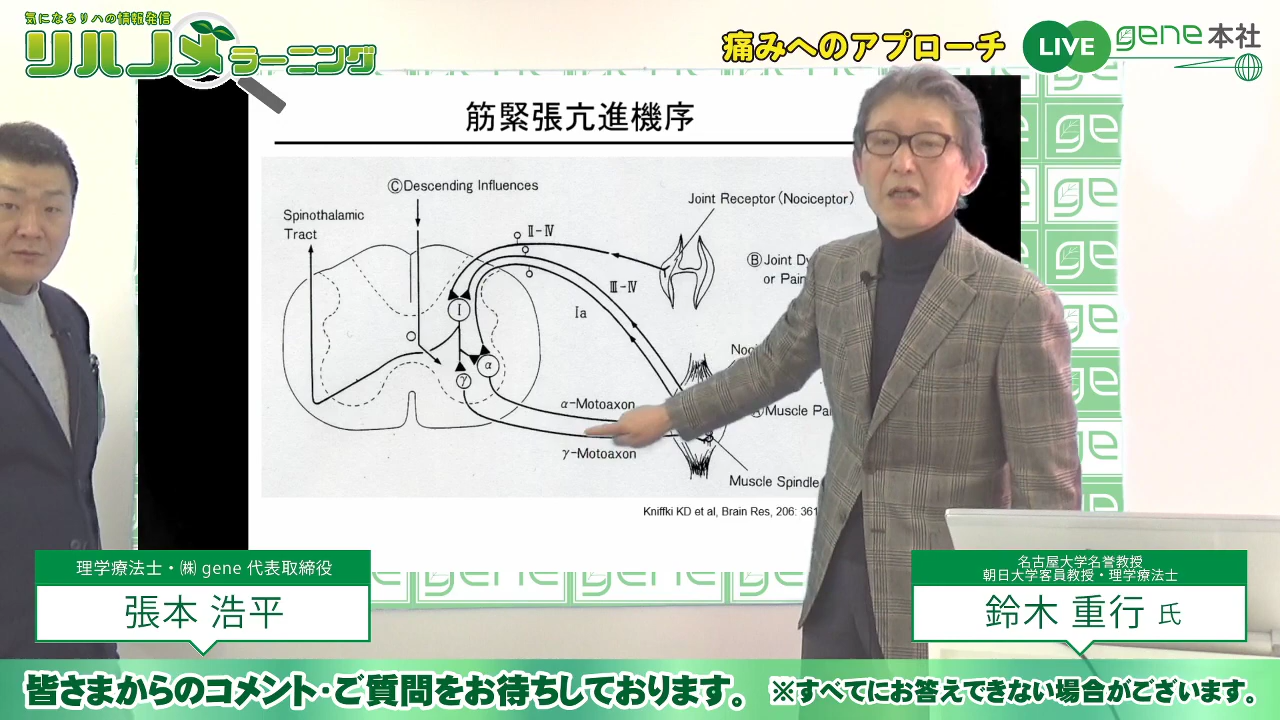 気になるリハの情報発信
リハノメ
ラーニング
痛みへのアプローチ
LIVE
gene 本社
筋緊張亢進機序
Ⓒ Descending Influences
Spinothalamic
Tract
Joint Receptor (Nociceptor)
Ⅱ-Ⅳ
Ⓑ Joint Dy
or Pain
Ⅲ-Ⅳ
Ia
I
α
γ
α-Motoaxon
γ-Motoaxon
Muscle Pai
Muscle Spindle
Kniffki KD et al, Brain Res, 206: 361
ge
gene gene gene
理学療法士・㈱ gene 代表取締役
張本 浩平
名古屋大学名誉教授
朝日大学客員教授・理学療法士
鈴木 重行 氏
皆さまからのコメント・ご質問をお待ちしております。
※すべてにお答えできない場合がございます。